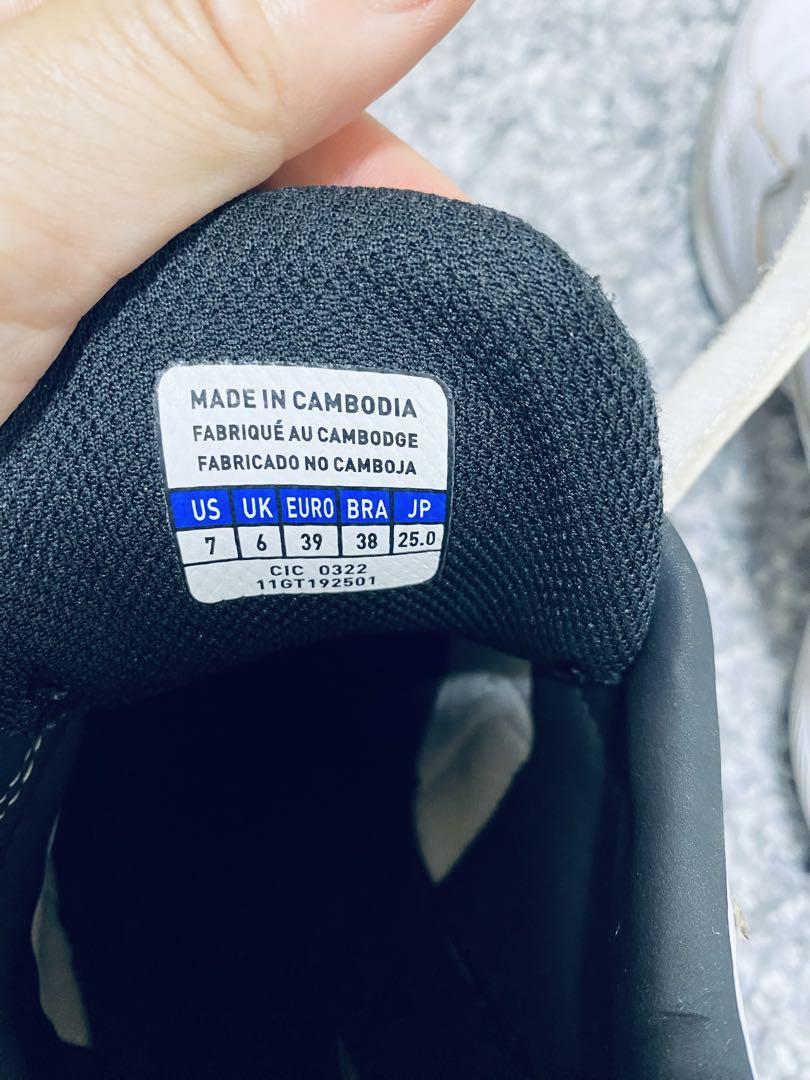 MADE IN CAMBODIA
FABRIQUÉ AU CAMBODGE
FABRICADO NO CAMBOJA
US UK EURO BRA JP
7 6 39 38 25.0
CIC 0322
11GT192501